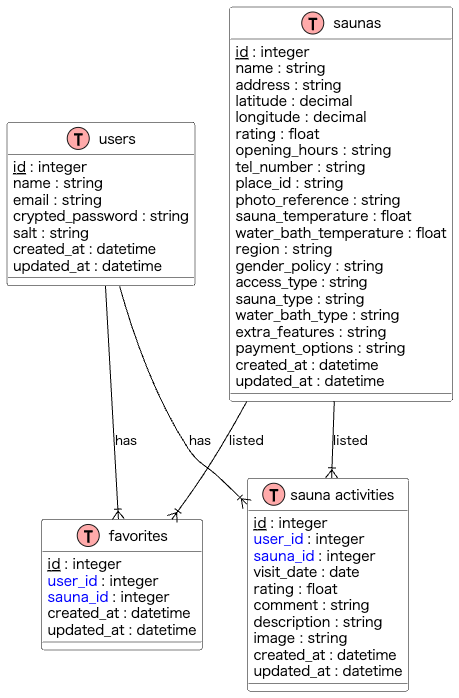 T saunas
id : integer
name : string
address : string
latitude : decimal
longitude : decimal
rating : float
opening_hours : string
tel_number : string
place_id : string
photo_reference : string
sauna_temperature : float
water_bath_temperature : float
region : string
gender_policy : string
access_type : string
sauna_type : string
water_bath_type : string
extra_features : string
payment_options : string
created_at : datetime
updated_at : datetime
T users
id : integer
name : string
email : string
crypted_password : string
salt : string
created_at : datetime
updated_at : datetime
has
has
listed
listed
T favorites
id : integer
user_id : integer
sauna_id : integer
created_at : datetime
updated_at : datetime
T sauna activities
id : integer
user_id : integer
sauna_id : integer
visit_date : date
rating : float
comment : string
description : string
image : string
created_at : datetime
updated_at : datetime